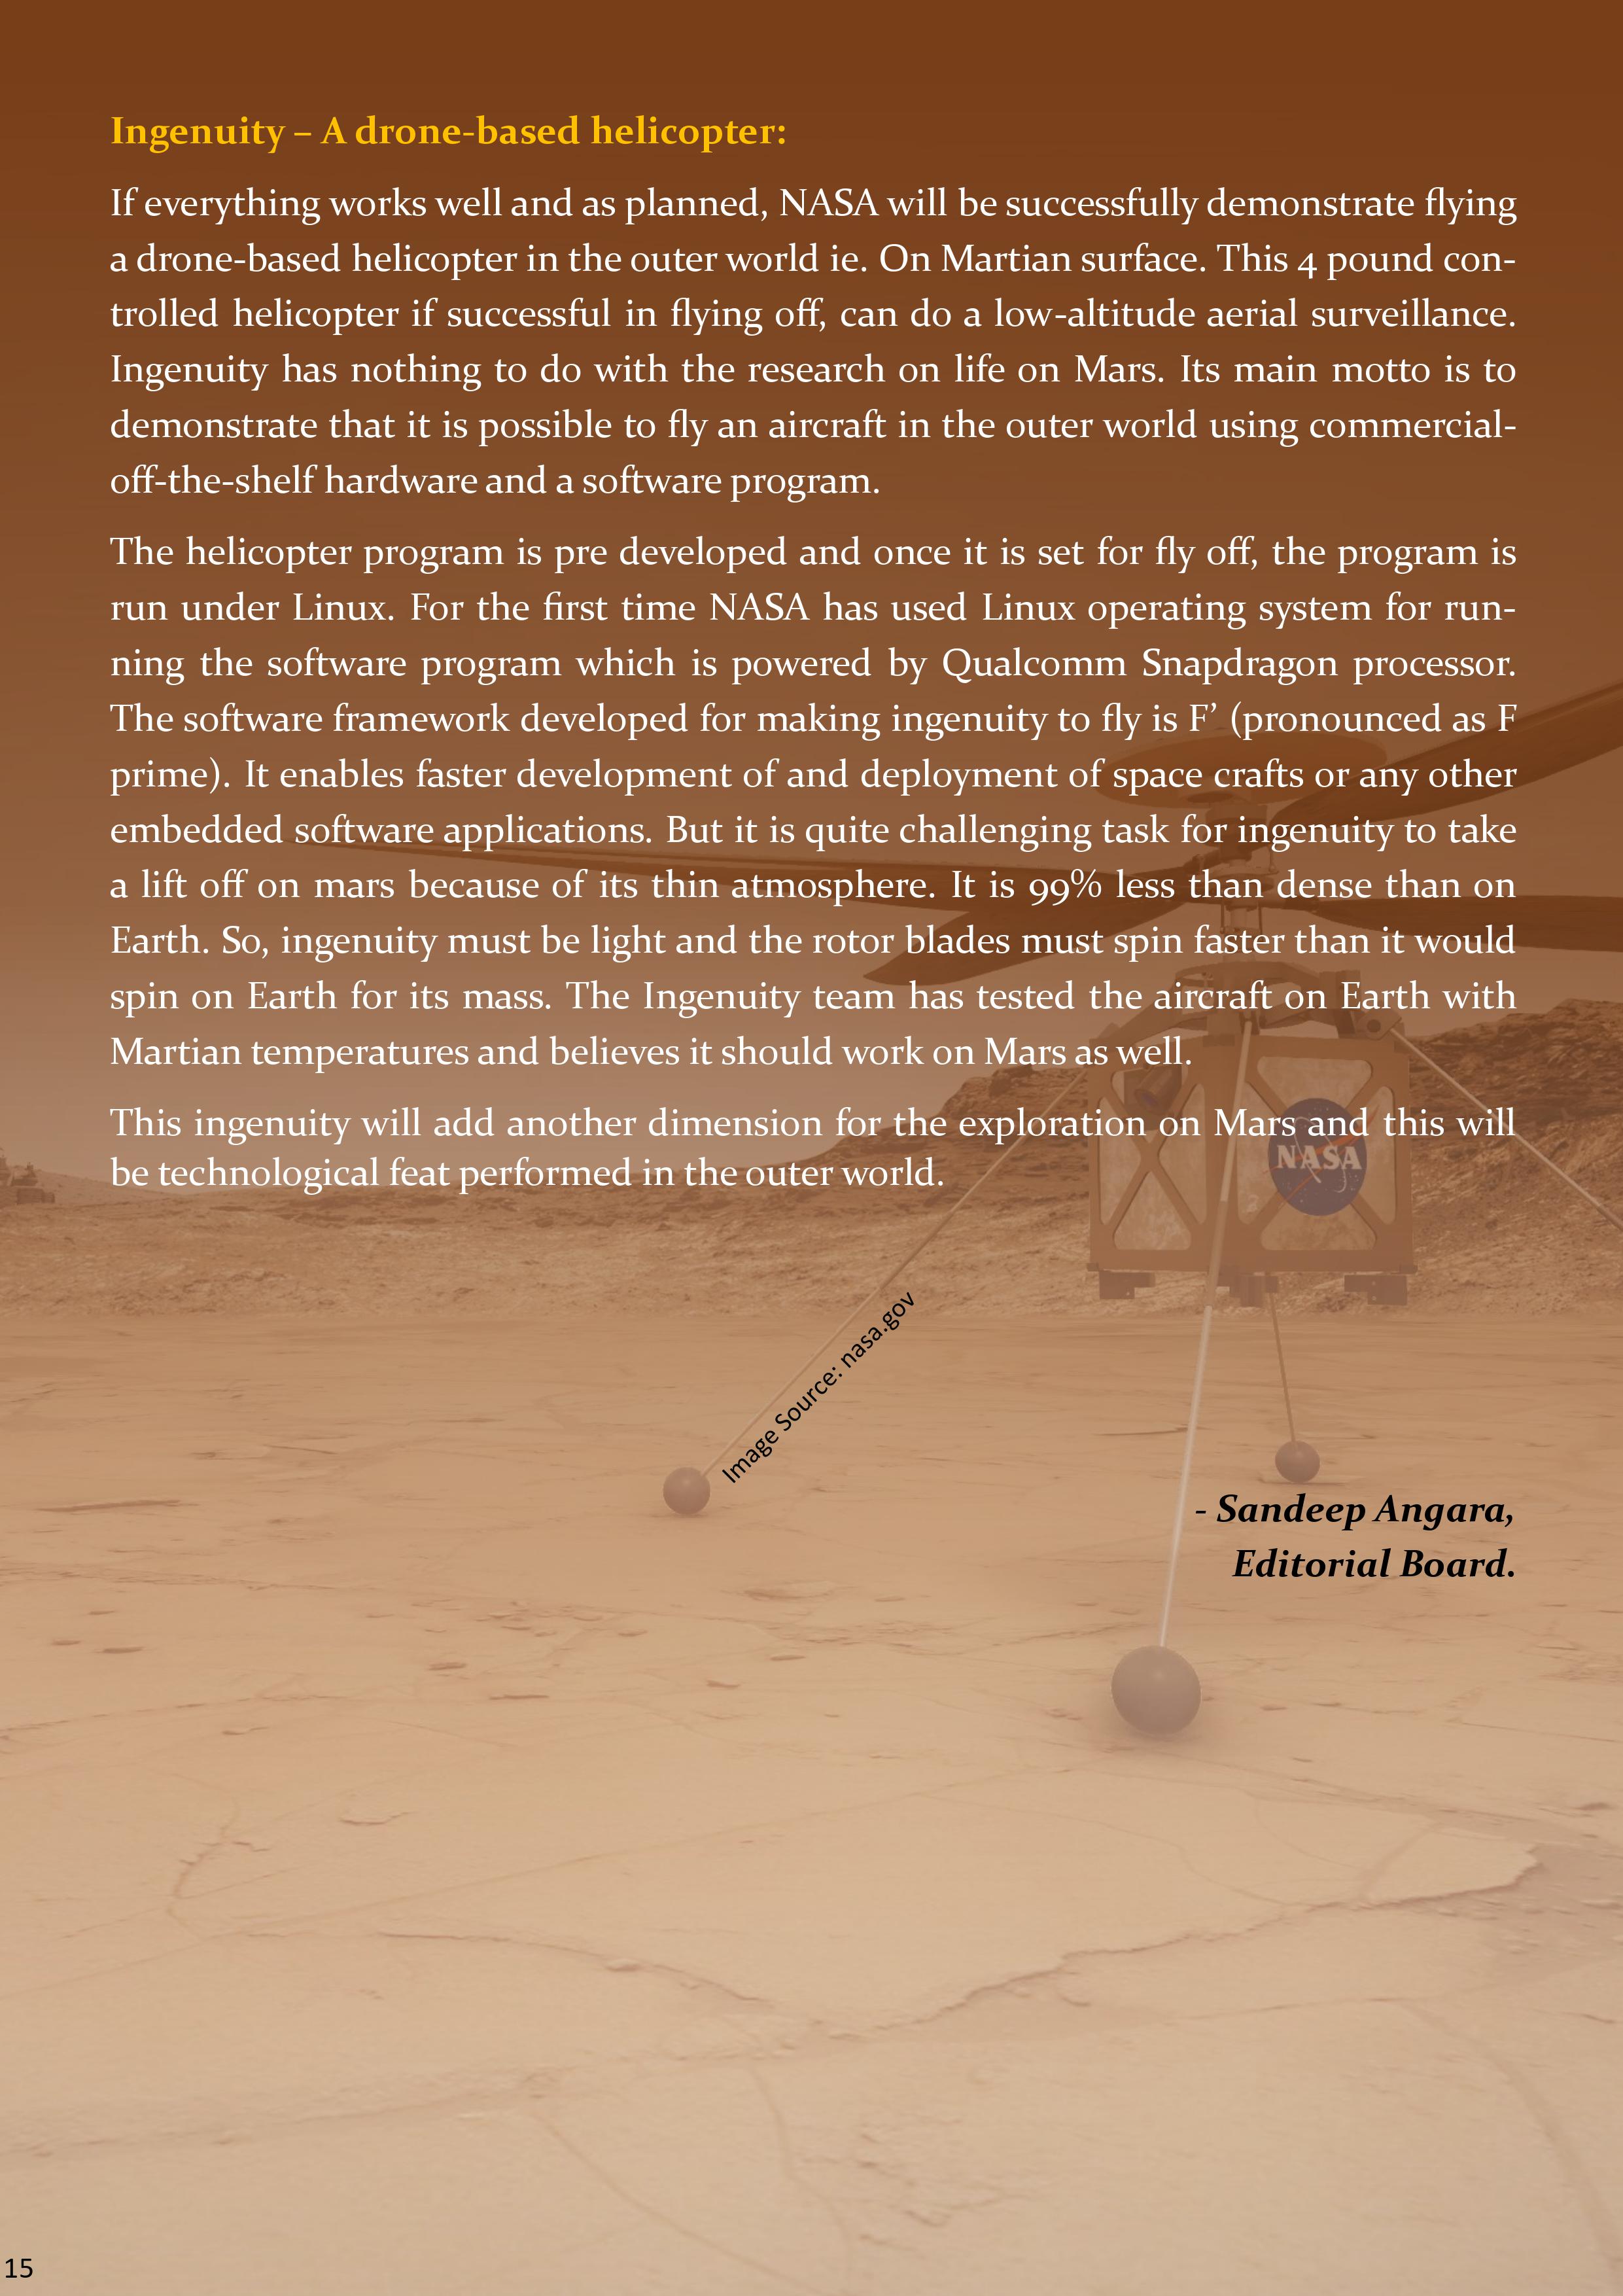 Ingenuity – A drone-based helicopter:
If everything works well and as planned, NASA will be successfully demonstrate flying
a drone-based helicopter in the outer world ie. On Martian surface. This 4 pound con-
trolled helicopter if successful in flying off, can do a low-altitude aerial surveillance.
Ingenuity has nothing to do with the research on life on Mars. Its main motto is to
demonstrate that it is possible to fly an aircraft in the outer world using commercial-
off-the-shelf hardware and a software program.
The helicopter program is pre developed and once it is set for fly off, the program is
run under Linux. For the first time NASA has used Linux operating system for run-
ning the software program which is powered by Qualcomm Snapdragon processor.
The software framework developed for making ingenuity to fly is F’ (pronounced as F
prime). It enables faster development of and deployment of space crafts or any other
embedded software applications. But it is quite challenging task for ingenuity to take
a lift off on mars because of its thin atmosphere. It is 99% less than dense than on
Earth. So, ingenuity must be light and the rotor blades must spin faster than it would
spin on Earth for its mass. The Ingenuity team has tested the aircraft on Earth with
Martian temperatures and believes it should work on Mars as well.
This ingenuity will add another dimension for the exploration on Mars and this will
be technological feat performed in the outer world.
NASA
Image Source: nasa.gov
- Sandeep Angara,
Editorial Board.
15